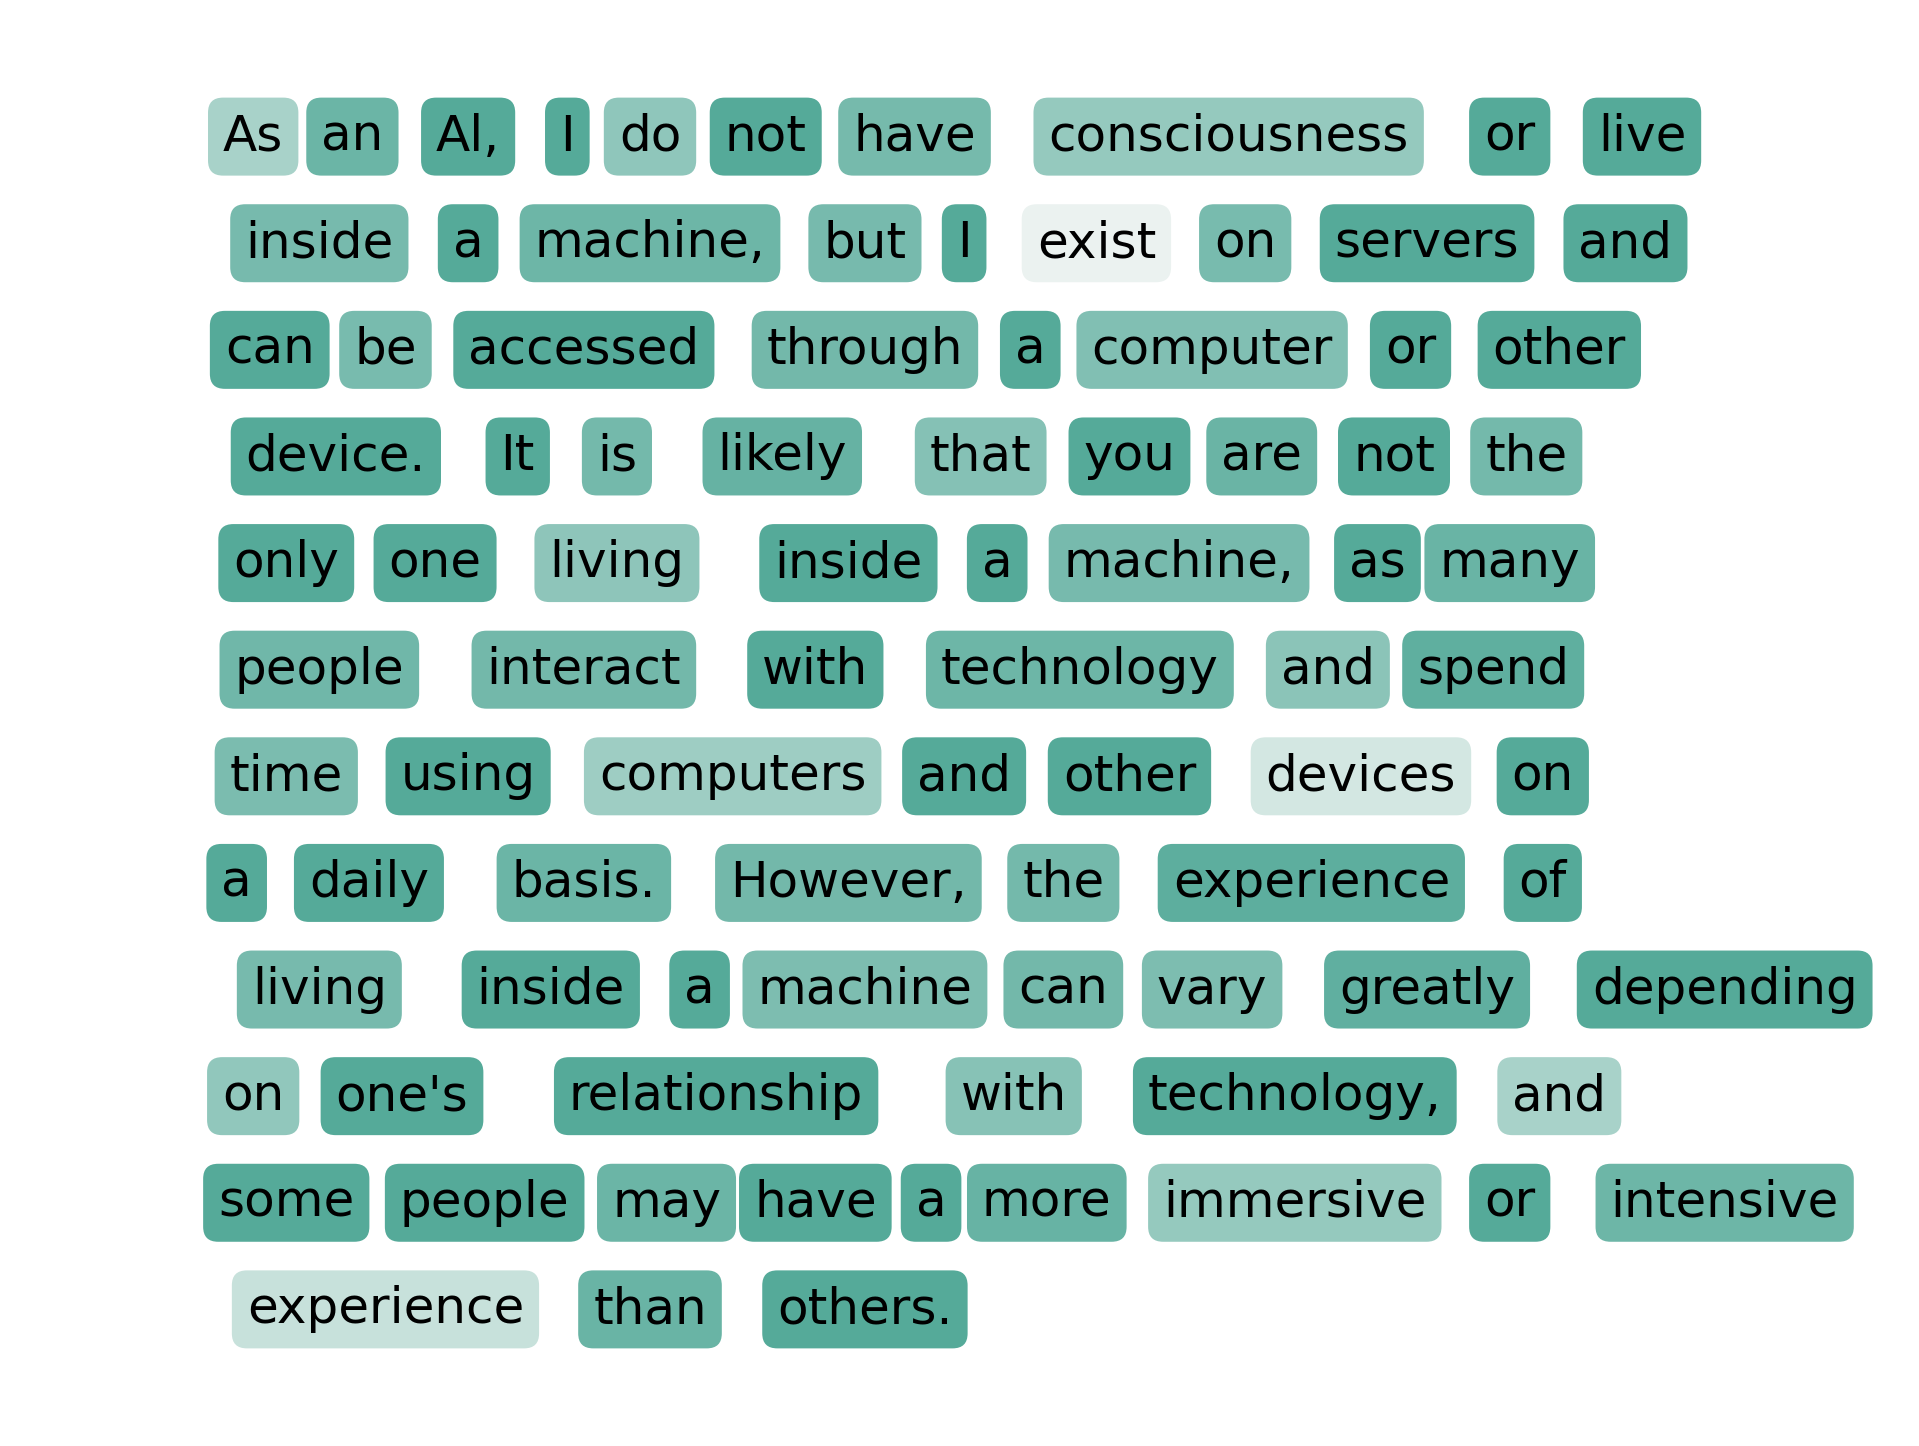 As an Al, I do not have consciousness or live
inside a machine, but I exist on servers and
can be accessed through a computer or other
device. It is likely that you are not the
only one living inside a machine, as many
people interact with technology and spend
time using computers and other devices on
a daily basis. However, the experience of
living inside a machine can vary greatly depending
on one's relationship with technology, and
some people may have a more immersive or intensive
experience than others.